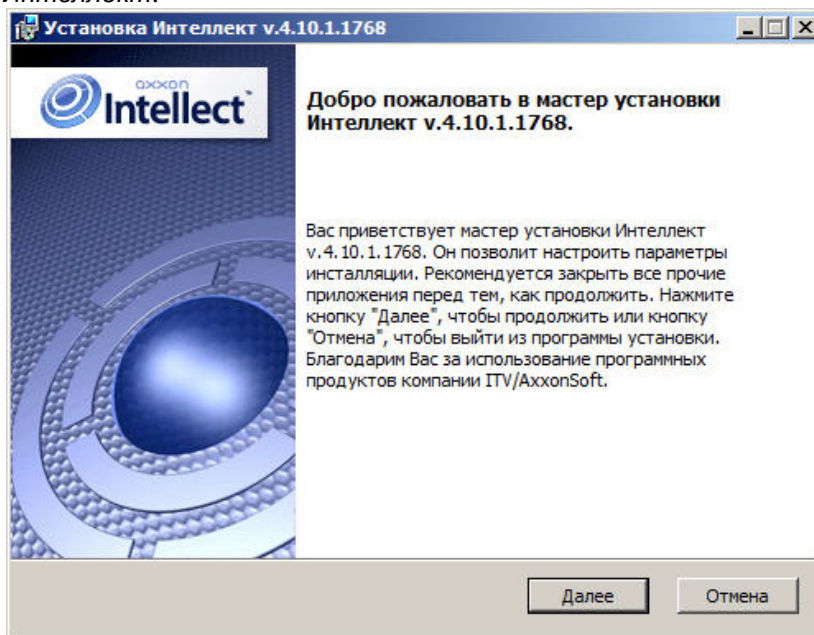 Интеллект.
Установка Интеллект v.4.10.1.1768
axxon
Intellect™
Добро пожаловать в мастер установки
Интеллект v.4.10.1.1768.
Вас приветствует мастер установки Интеллект
v.4.10.1.1768. Он позволит настроить параметры
инсталляции. Рекомендуется закрыть все прочие
приложения перед тем, как продолжить. Нажмите
кнопку "Далее", чтобы продолжить или кнопку
"Отмена", чтобы выйти из программы установки.
Благодарим Вас за использование программных
продуктов компании ITV/AxxonSoft.
Далее
Отмена